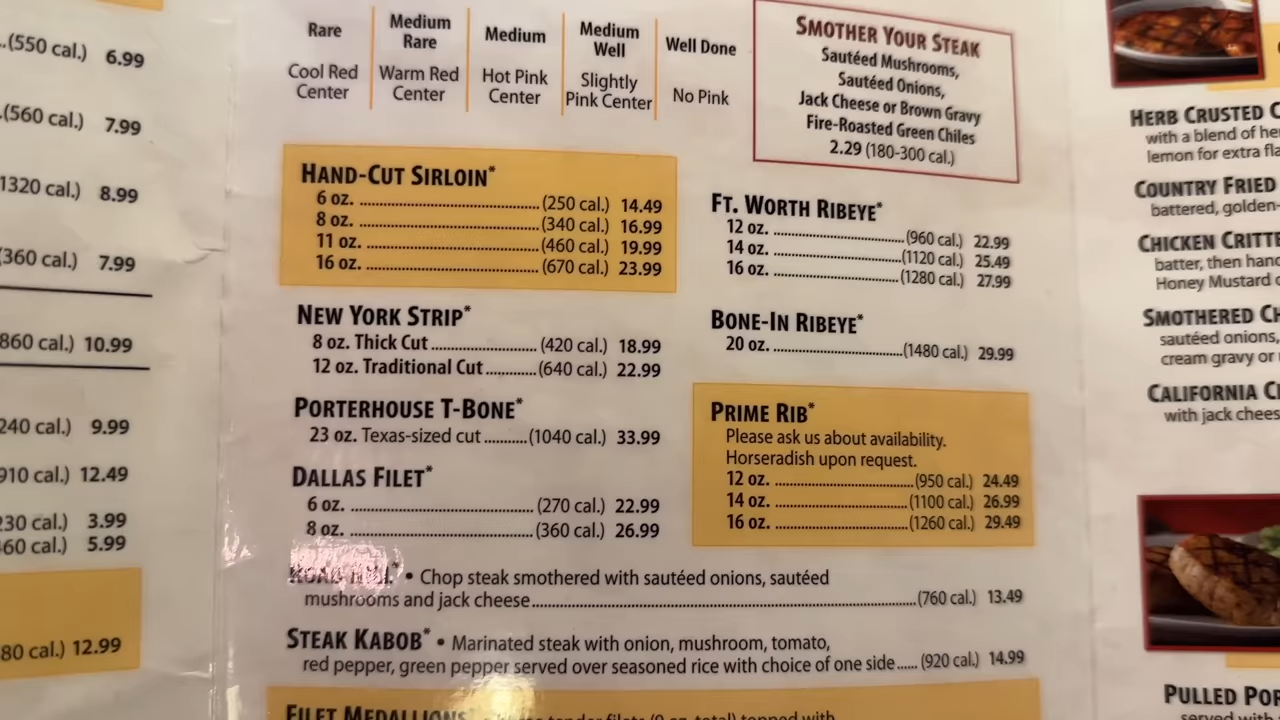 (550 cal.) 6.99
(560 cal.) 7.99
1320 cal.) 8.99
360 cal.) 7.99
860 cal.) 10.99
240 cal.) 9.99
910 cal.) 12.49
230 cal.) 3.99
60 cal.) 5.99
80 cal.) 12.99
Rare
Cool Red
Center
Medium
Rare
Warm Red
Center
Medium
Hot Pink
Center
Medium
Well
Slightly
Pink Center
Well Done
No Pink
SMOTHER YOUR STEAK
Sautéed Mushrooms,
Sautéed Onions,
Jack Cheese or Brown Gravy
Fire-Roasted Green Chiles
2.29 (180-300 cal.)
HAND-CUT SIRLOIN*
6 oz. (250 cal.) 14.49
8 oz. (340 cal.) 16.99
11 oz. (460 cal.) 19.99
16 oz. (670 cal.) 23.99
NEW YORK STRIP*
8 oz. Thick Cut (420 cal.) 18.99
12 oz. Traditional Cut (640 cal.) 22.99
PORTERHOUSE T-BONE*
23 oz. Texas-sized cut (1040 cal.) 33.99
DALLAS FILET*
6 oz. (270 cal.) 22.99
8 oz. (360 cal.) 26.99
FT. WORTH RIBEYE*
12 oz. (960 cal.) 22.99
14 oz. (1120 cal.) 25.49
16 oz. (1280 cal.) 27.99
BONE-IN RIBEYE*
20 oz. (1480 cal.) 29.99
PRIME RIB*
Please ask us about availability.
Horseradish upon request.
12 oz. (950 cal.) 24.49
14 oz. (1100 cal.) 26.99
16 oz. (1260 cal.) 29.49
ROAD • Chop steak smothered with sautéed onions, sautéed
mushrooms and jack cheese (760 cal.) 13.49
STEAK KABOB* • Marinated steak with onion, mushroom, tomato,
red pepper, green pepper served over seasoned rice with choice of one side (920 cal.) 14.99
FILET MEDALLIONS* • tender filets (9 oz. total) topped with
HERB CRUSTED C
with a blend of he
lemon for extra fla
COUNTRY FRIED
battered, golden-
CHICKEN CRITTE
batter, then hand
Honey Mustard o
SMOTHERED CH
sautéed onions,
cream gravy or
CALIFORNIA C
with jack chees
PULLED POR
served with